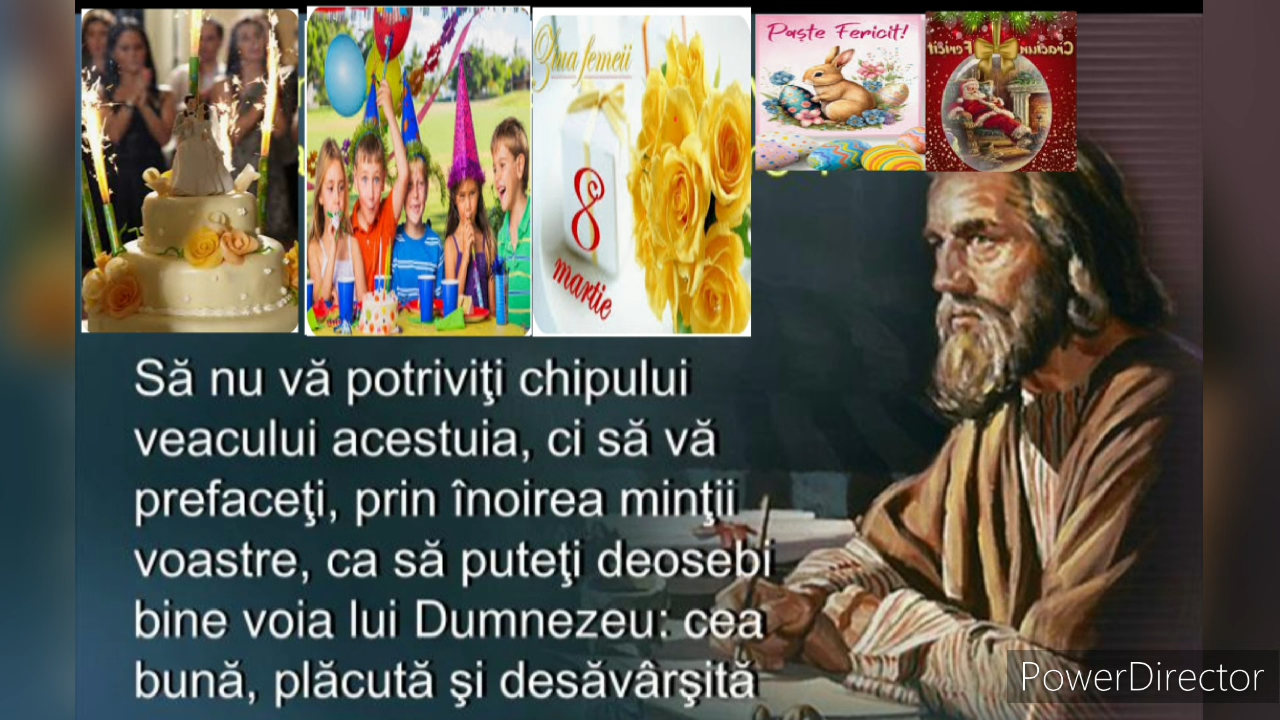 Ziua femeii
8
martie
Paște Fericit!
Crăciun
Fericit
Să nu vă potriviţi chipului
veacului acestuia, ci să vă
prefaceţi, prin înoirea minţii
voastre, ca să puteţi deosebi
bine voia lui Dumnezeu: cea
bună, plăcută şi desăvârşită
PowerDirector